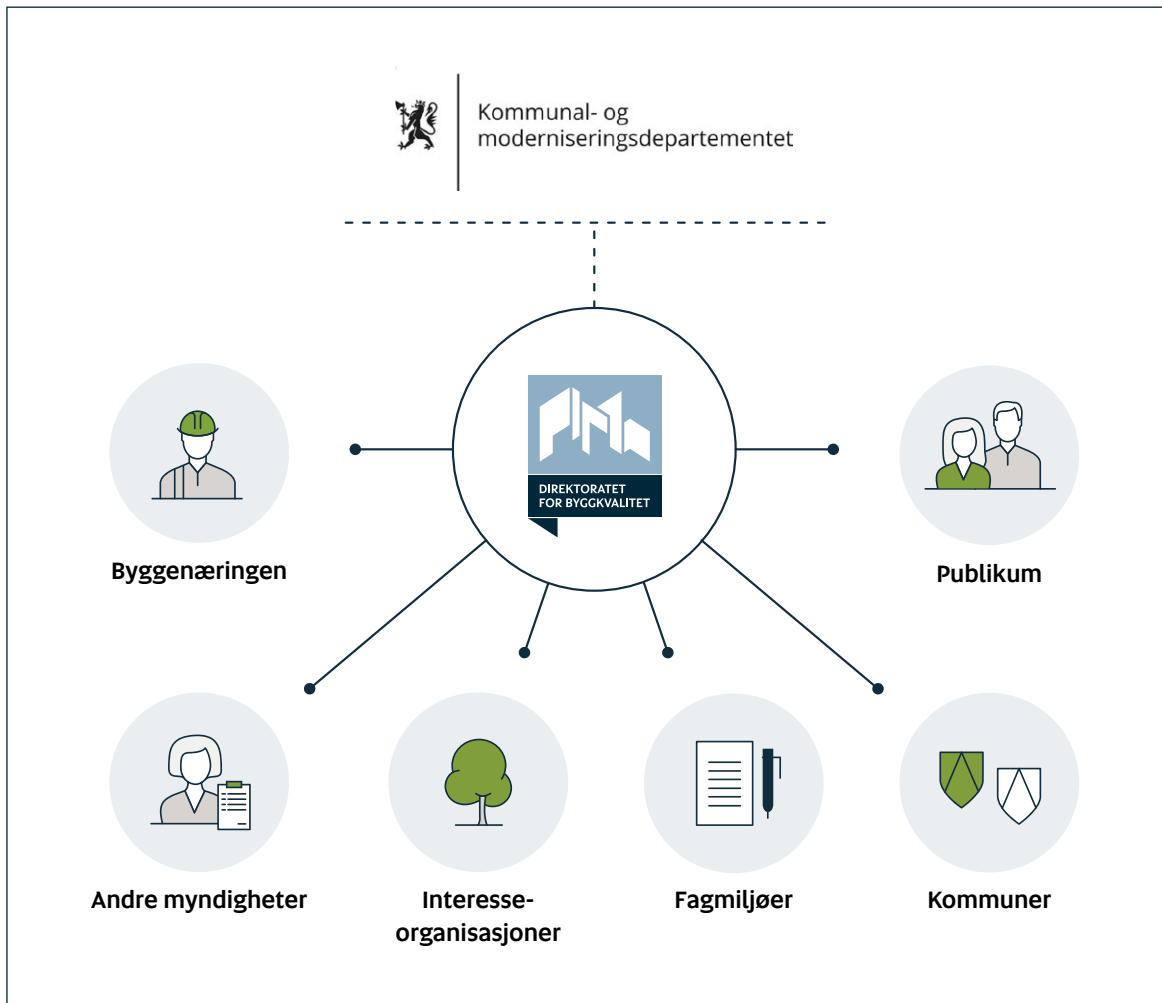 Kommunal- og
moderniseringsdepartementet
DIREKTORATET
FOR BYGGKVALITET
Byggenæringen
Publikum
Andre myndigheter
Interesse-
organisasjoner
Fagmiljøer
Kommuner